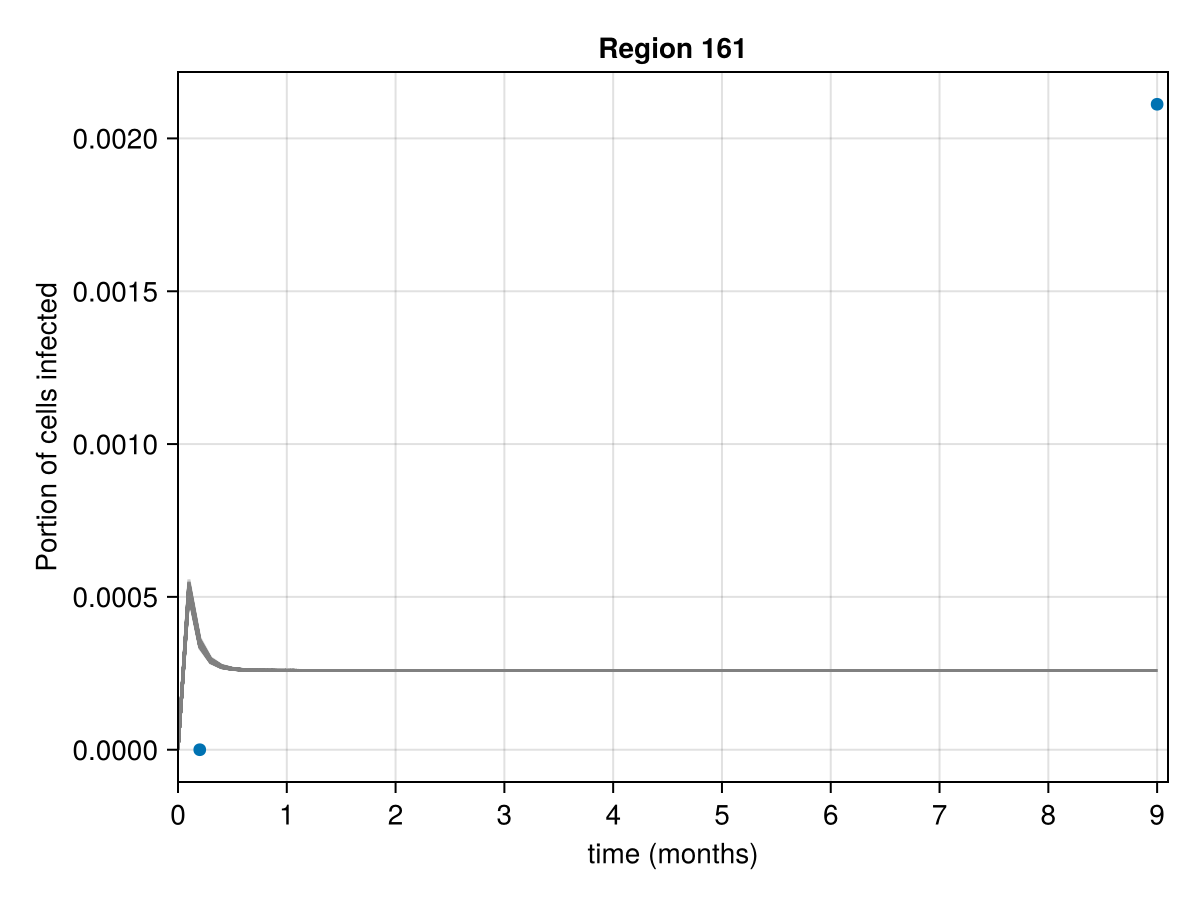 Region 161
0.0020
0.0015
0.0010
0.0005
0.0000
Portion of cells infected
0 1 2 3 4 5 6 7 8 9
time (months)